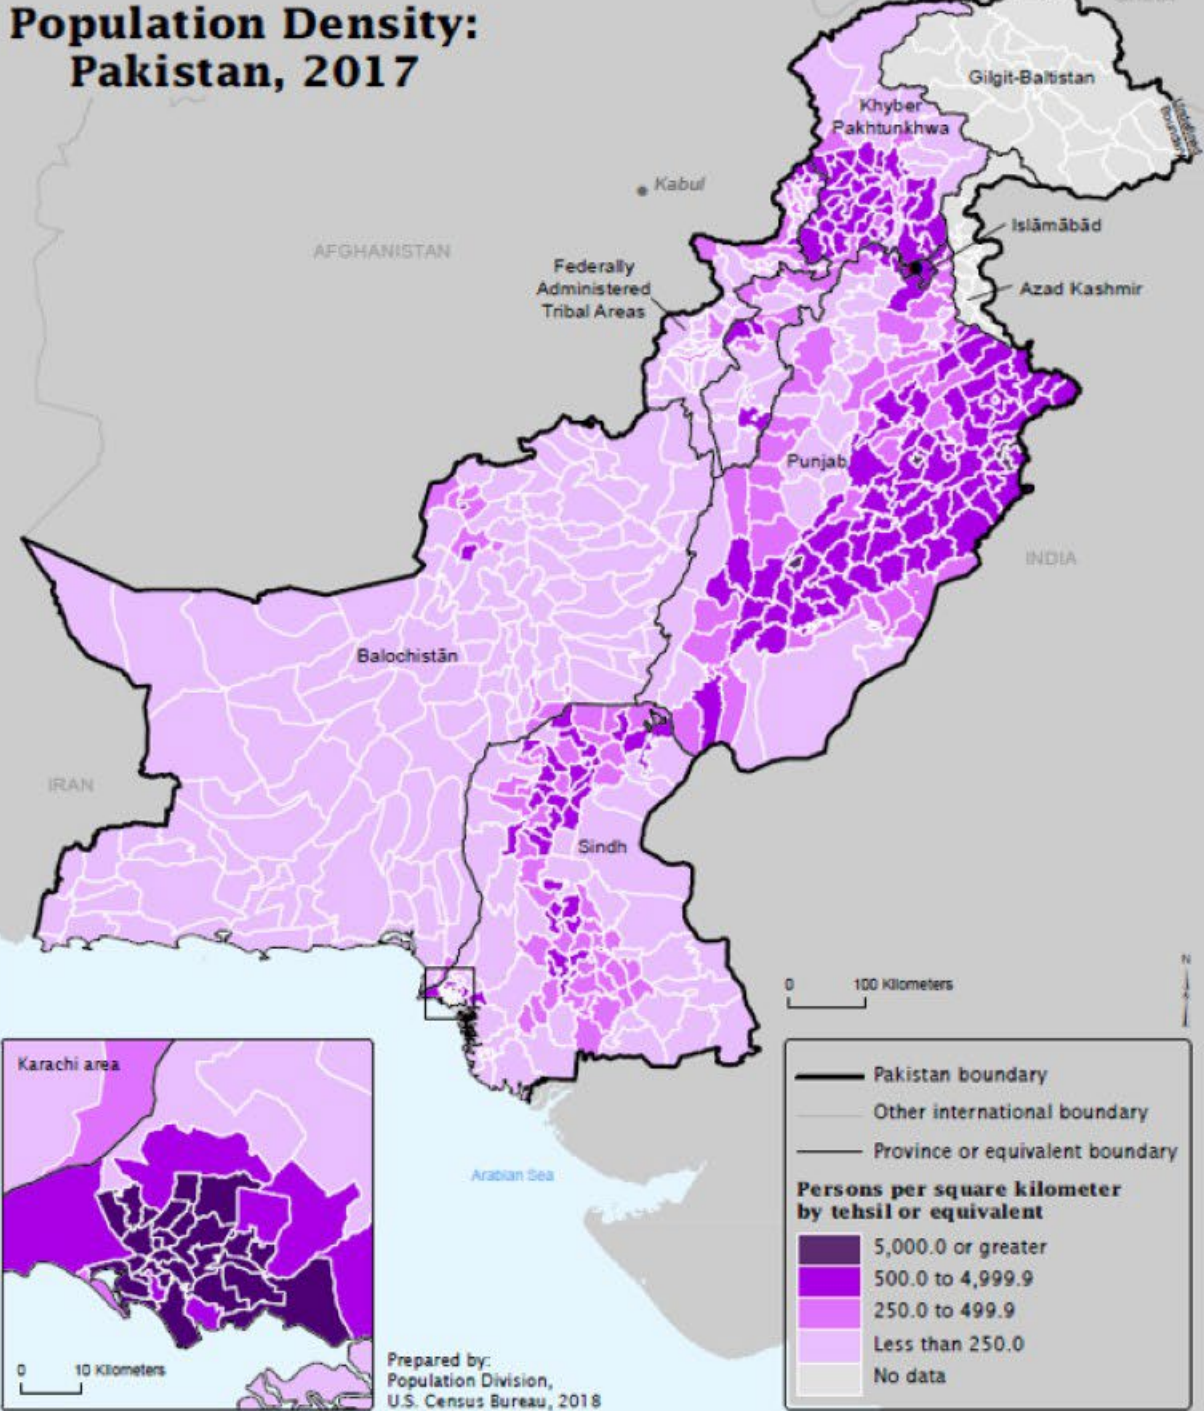 Population Density:
Pakistan, 2017
Gilgit-Baltistan
Undefined
Boundary
Khyber
Pakhtunkhwa
Kabul
Islāmābād
AFGHANISTAN
Federally
Administered
Tribal Areas
Azad Kashmir
Punjab
INDIA
Balochistān
IRAN
Sindh
N
0 100 Kilometers
Karachi area
Pakistan boundary
Other international boundary
Province or equivalent boundary
Arabian Sea
Persons per square kilometer
by tehsil or equivalent
5,000.0 or greater
500.0 to 4,999.9
250.0 to 499.9
Less than 250.0
No data
0 10 Kilometers
Prepared by:
Population Division,
U.S. Census Bureau, 2018